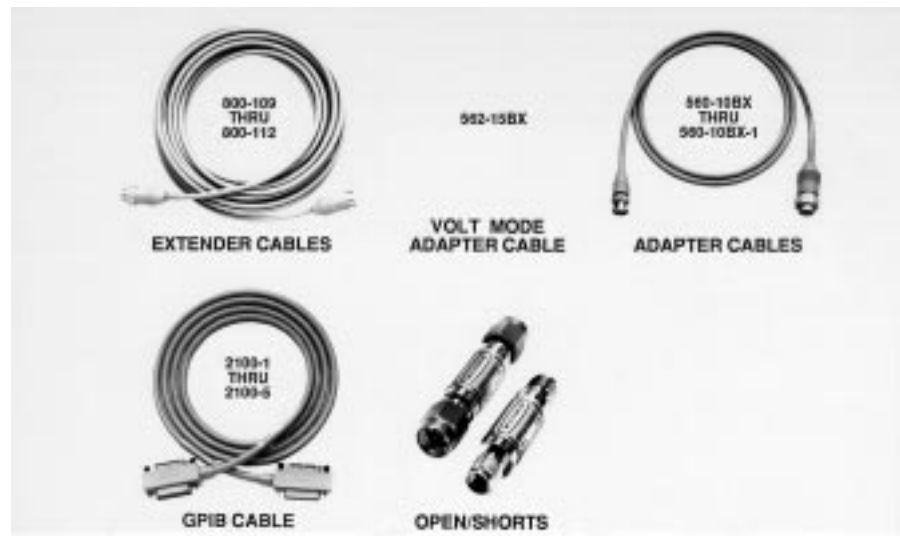 800-109
THRU
800-112
EXTENDER CABLES
562-15BX
VOLT MODE
ADAPTER CABLE
560-10BX
THRU
560-10BX-1
ADAPTER CABLES
2100-1
THRU
2100-5
GPIB CABLE
OPEN/SHORTS